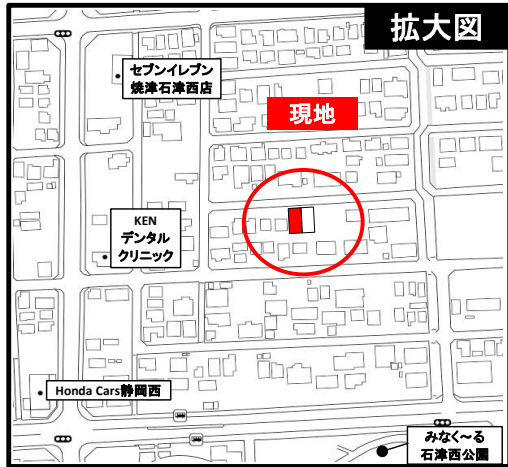 拡大図
セブンイレブン
焼津石津西店
現地
KEN
デンタル
クリニック
Honda Cars静岡西
みなく～る
石津西公園